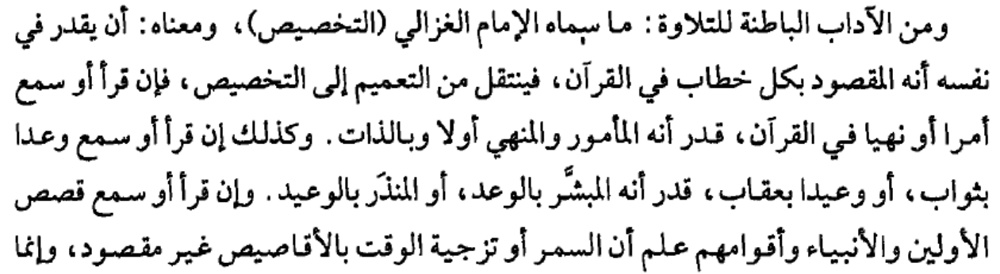 ومن الآداب الباطنة للتلاوة: ما سماه الإمام الغزالي (التخصيص)، ومعناه: أن يقدر في
نفسه أنه المقصود بكل خطاب في القرآن، فينتقل من التعميم إلى التخصيص، فإن قرأ أو سمع
أمرا أو نهيا في القرآن، قدر أنه المأمور والمنهي أولا وبالذات. وكذلك إن قرأ أو سمع وعدا
بثواب، أو وعيدا بعقاب، قدر أنه المبشَّر بالوعد، أو المنذَر بالوعيد. وإن قرأ أو سمع قصص
الأولين والأنبياء وأقوامهم علم أن السمر أو تزجية الوقت بالأقاصيص غير مقصود، وإنما